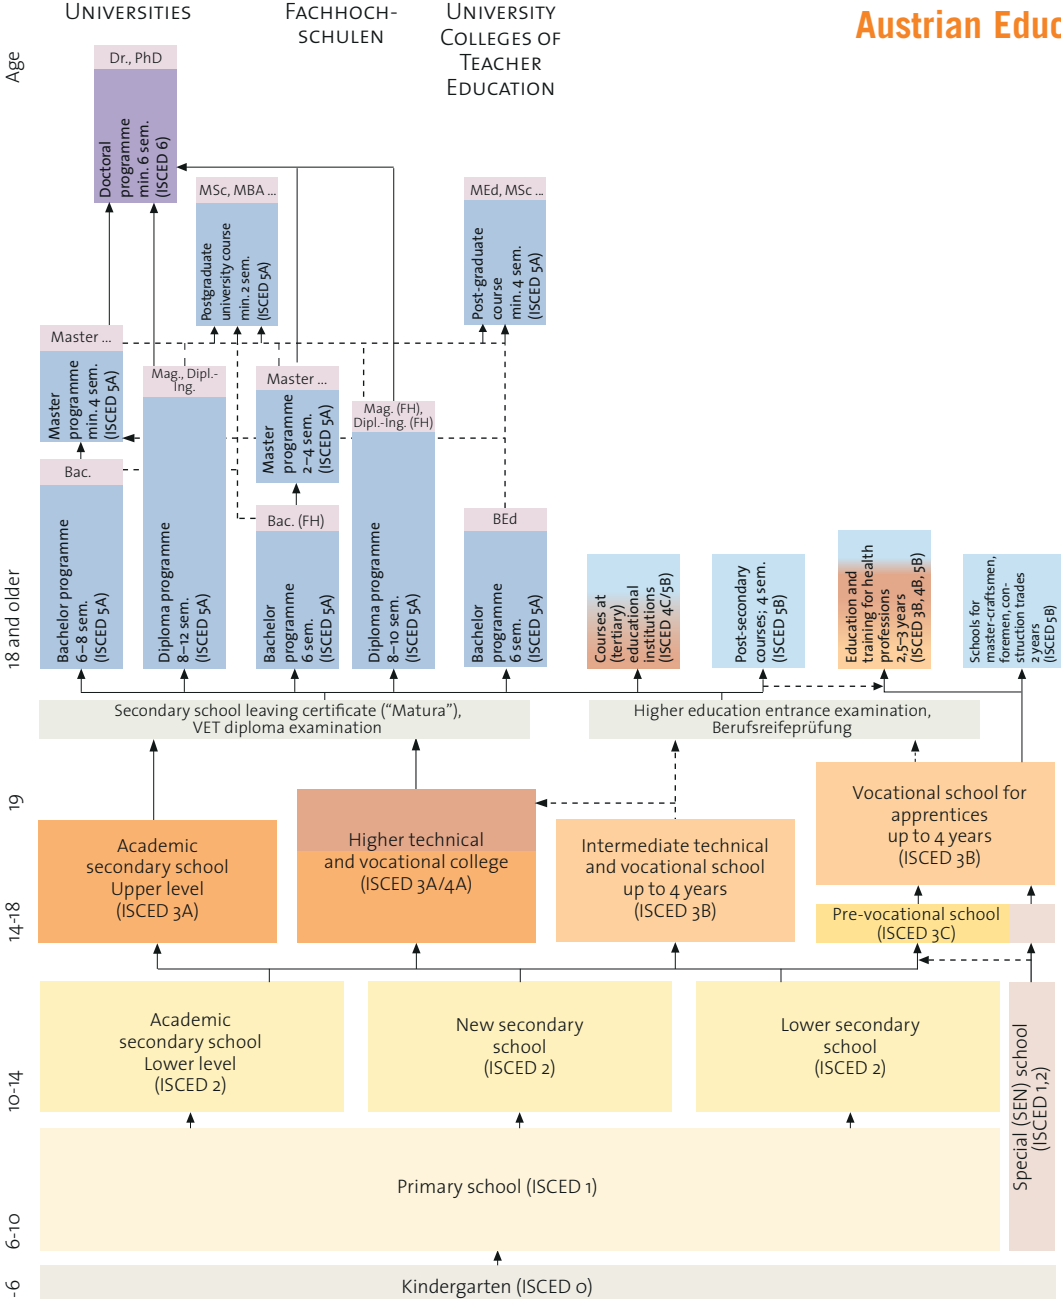 UNIVERSITIES
FACHHOCH-
SCHULEN
UNIVERSITY
COLLEGES OF
TEACHER
EDUCATION
Austrian Educ
Age
Dr., PhD
Doctoral
programme
min. 6 sem.
(ISCED 6)
MSc, MBA ...
Postgraduate
university course
min. 2 sem.
(ISCED 5A)
MEd, MSc ...
Post-graduate
course
min. 4 sem.
(ISCED 5A)
Master ...
Master
programme
min. 4 sem.
(ISCED 5A)
Mag., Dipl.-
Ing.
Master ...
Master
programme
2–4 sem.
(ISCED 5A)
Mag. (FH),
Dipl.-Ing. (FH)
Bac.
Bac. (FH)
BEd
18 and older
Bachelor programme
6–8 sem.
(ISCED 5A)
Diploma programme
8–12 sem.
(ISCED 5A)
Bachelor
programme
6 sem.
(ISCED 5A)
Diploma programme
8–10 sem.
(ISCED 5A)
Bachelor
programme
6 sem.
(ISCED 5A)
Courses at
(tertiary)
educational
institutions
(ISCED 4C/5B)
Post-secondary
courses; 4 sem.
(ISCED 5B)
Education and
training for health
professions
2,5–3 years
(ISCED 3B, 4B, 5B)
Schools for
master-craftsmen,
foremen, con-
struction trades
2 years
(ISCED 5B)
Secondary school leaving certificate (“Matura”),
VET diploma examination
Higher education entrance examination,
Berufsreifeprüfung
19
14-18
Academic
secondary school
Upper level
(ISCED 3A)
Higher technical
and vocational college
(ISCED 3A/4A)
Intermediate technical
and vocational school
up to 4 years
(ISCED 3B)
Vocational school for
apprentices
up to 4 years
(ISCED 3B)
Pre-vocational school
(ISCED 3C)
10-14
Academic
secondary school
Lower level
(ISCED 2)
New secondary
school
(ISCED 2)
Lower secondary
school
(ISCED 2)
Special (SEN) school
(ISCED 1,2)
6-10
Primary school (ISCED 1)
-6
Kindergarten (ISCED 0)